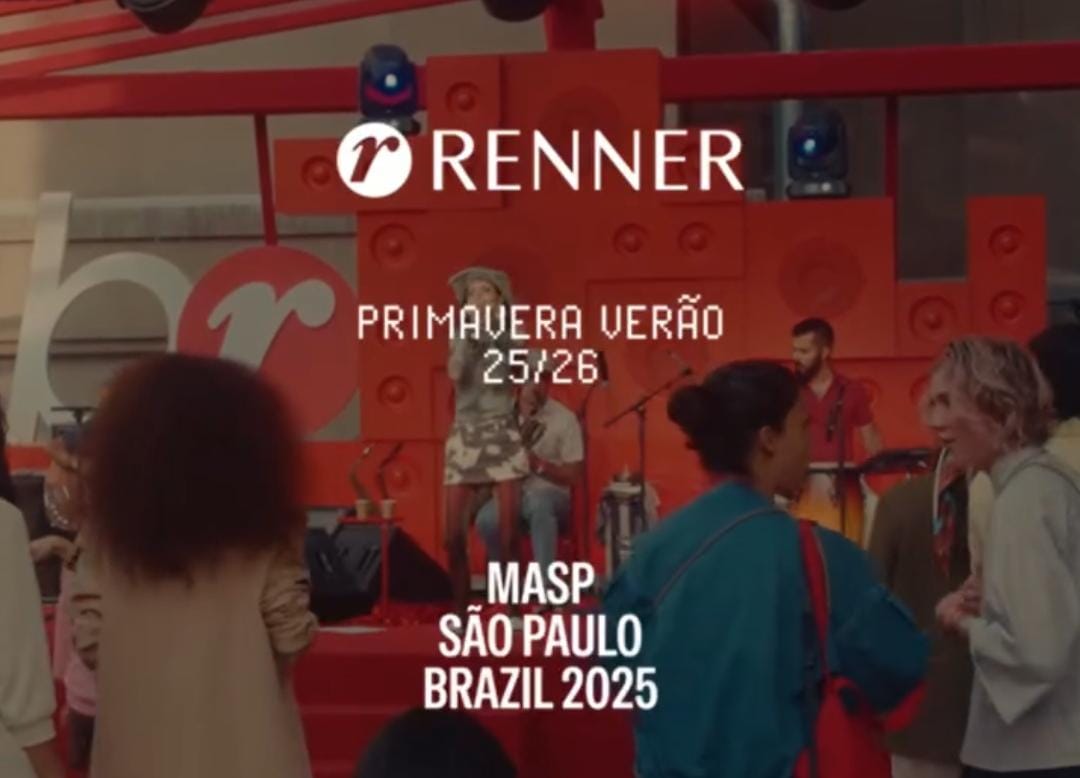 r RENNER
r
PRIMAVERA VERÃO
25/26
MASP
SÃO PAULO
BRAZIL 2025